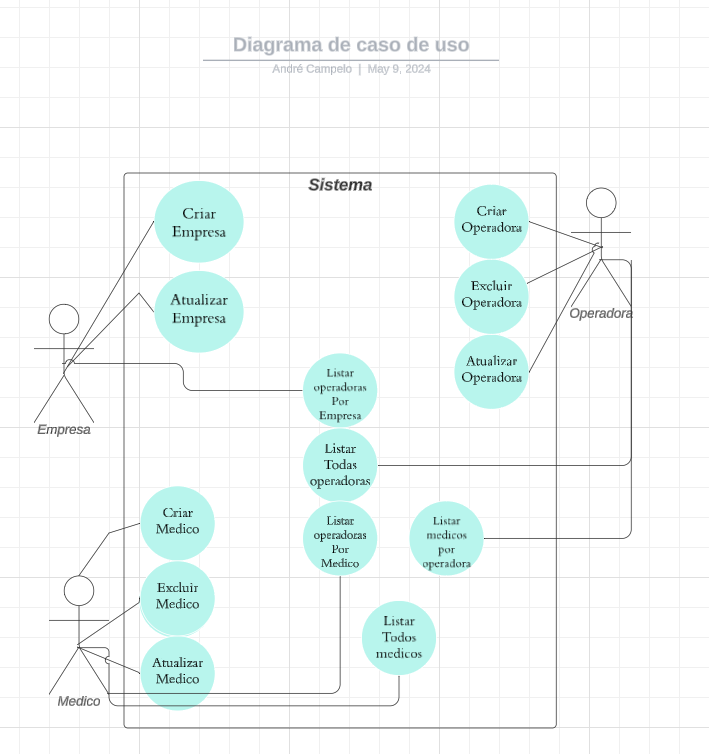 Diagrama de caso de uso
André Campelo | May 9, 2024
Sistema
Criar
Empresa
Atualizar
Empresa
Criar
Operadora
Excluir
Operadora
Atualizar
Operadora
Operadora
Empresa
Listar
operadoras
Por
Empresa
Listar
Todas
operadoras
Listar
operadoras
Por
Medico
Listar
medicos
por
operadora
Criar
Medico
Excluir
Medico
Atualizar
Medico
Medico
Listar
Todos
medicos